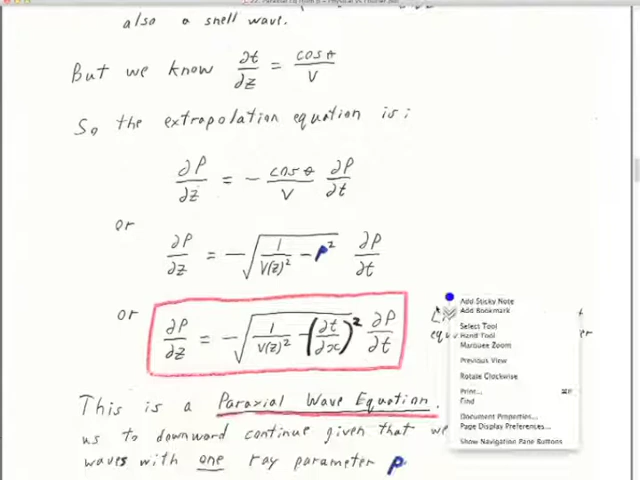 also a shell wave.
But we know ∂t/∂z = cosθ/V
So the extrapolation equation is:
∂P/∂z = - cosθ/V ∂P/∂t
or
∂P/∂z = -√(1/V(z)² - p²) ∂P/∂t
or
∂P/∂z = -√(1/V(z)² - (∂t/∂x)²) ∂P/∂t
This is a Paraxial Wave Equation.
us to downward continue given that we
waves with one ray parameter p
Add Sticky Note
Add Bookmark
Select Tool
Hand Tool
Marquee Zoom
Previous View
Rotate Clockwise
Print... ⌘P
Find
Document Properties...
Page Display Preferences...
Show Navigation Pane Buttons